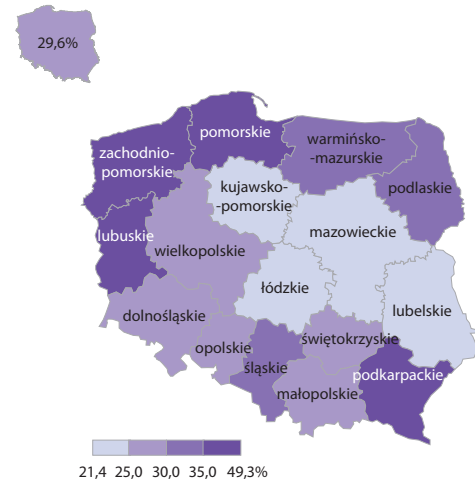 29,6%
pomorskie
warmińsko-
-mazurskie
zachodnio-
pomorskie
podlaskie
kujawsko-
-pomorskie
mazowieckie
lubuskie
wielkopolskie
łódzkie
lubelskie
dolnośląskie
świętokrzyskie
opolskie
śląskie
podkarpackie
małopolskie
21,4 25,0 30,0 35,0 49,3%